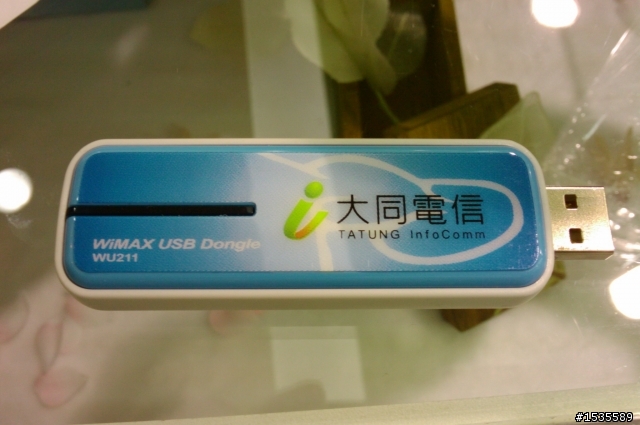 大同電信
TATUNG InfoComm
WiMAX USB Dongle
WU211
#1535589